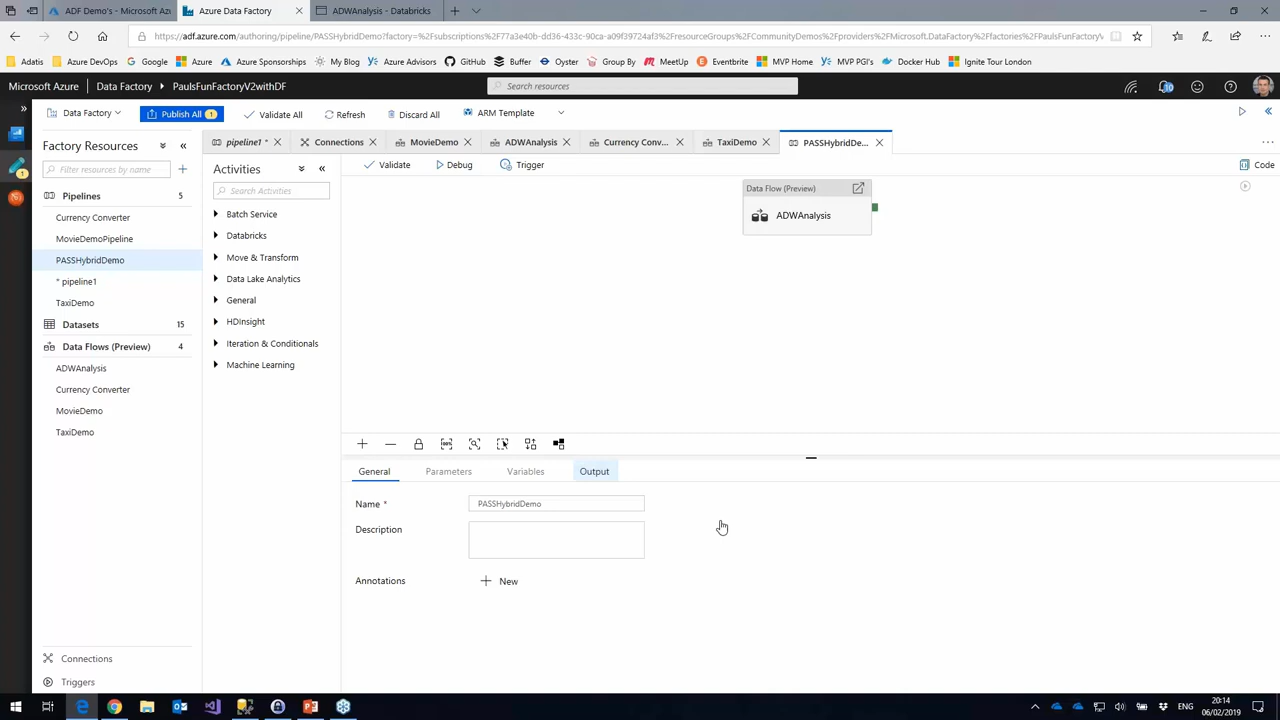 ADF Demo's - Microsoft Az
Azure Data Factory
ADWAnalysis - Databricks
https://adf.azure.com/authoring/pipeline/PASSHybridDemo?factory=%2Fsubscriptions%2F77a3e40b-dd36-433c-90ca-a09f39724af3%2FresourceGroups%2FCommunityDemos%2Fproviders%2FMicrosoft.DataFactory%2Ffactories%2FPaulsFunFactoryV
Adatis
Azure DevOps
Google
Azure
Azure Sponsorships
My Blog
Azure Advisors
GitHub
Buffer
Oyster
Group By
MeetUp
Eventbrite
MVP Home
MVP PGI's
Docker Hub
Ignite Tour London
Microsoft Azure
Data Factory
PaulsFunFactoryV2withDF
Search resources
Data Factory
Publish All 1
Validate All
Refresh
Discard All
ARM Template
Factory Resources
Filter resources by name
Pipelines 5
Currency Converter
MovieDemoPipeline
PASSHybridDemo
* pipeline1
TaxiDemo
Datasets 15
Data Flows (Preview) 4
ADWAnalysis
Currency Converter
MovieDemo
TaxiDemo
Connections
Triggers
pipeline1 *
Connections
MovieDemo
ADWAnalysis
Currency Conv...
TaxiDemo
PASSHybridDe...
Activities
Search Activities
Batch Service
Databricks
Move & Transform
Data Lake Analytics
General
HDInsight
Iteration & Conditionals
Machine Learning
Validate
Debug
Trigger
Code
Data Flow (Preview)
ADWAnalysis
General
Parameters
Variables
Output
Name *
PASSHybridDemo
Description
Annotations
New
ENG
20:14
06/02/2019